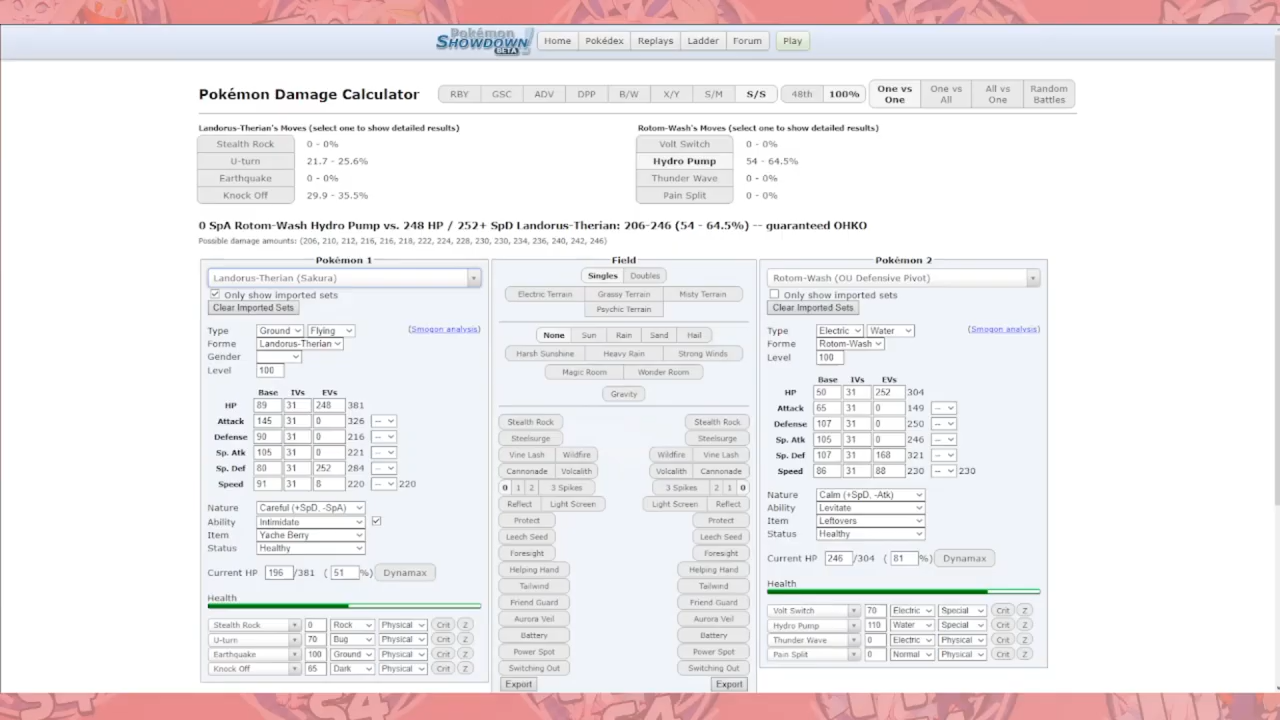 Pokémon SHOWDOWN! BETA Home Pokédex Replays Ladder Forum Play
Pokémon Damage Calculator RBY GSC ADV DPP B/W X/Y S/M S/S 48th 100% One vs One One vs All All vs One Random Battles
Landorus-Therian's Moves (select one to show detailed results)
Stealth Rock 0 - 0%
U-turn 21.7 - 25.6%
Earthquake 0 - 0%
Knock Off 29.9 - 35.5%
Rotom-Wash's Moves (select one to show detailed results)
Volt Switch 0 - 0%
Hydro Pump 54 - 64.5%
Thunder Wave 0 - 0%
Pain Split 0 - 0%
0 SpA Rotom-Wash Hydro Pump vs. 248 HP / 252+ SpD Landorus-Therian: 206-246 (54 - 64.5%) -- guaranteed OHKO
Possible damage amounts: (206, 210, 212, 216, 216, 218, 222, 224, 228, 230, 230, 234, 236, 240, 242, 246)
Pokémon 1
Landorus-Therian (Sakura)
Only show imported sets
Clear Imported Sets
Type Ground Flying (Smogon analysis)
Forme Landorus-Therian
Gender
Level 100
Base IVs EVs
HP 89 31 248 381
Attack 145 31 0 326 --
Defense 90 31 0 216 --
Sp. Atk 105 31 0 221 --
Sp. Def 80 31 252 284 --
Speed 91 31 8 220 -- 220
Nature Careful (+SpD, -SpA)
Ability Intimidate
Item Yache Berry
Status Healthy
Current HP 196 /381 ( 51 %) Dynamax
Health
Stealth Rock 0 Rock Physical Crit Z
U-turn 70 Bug Physical Crit Z
Earthquake 100 Ground Physical Crit Z
Knock Off 65 Dark Physical Crit Z
Field
Singles Doubles
Electric Terrain Grassy Terrain Misty Terrain
Psychic Terrain
None Sun Rain Sand Hail
Harsh Sunshine Heavy Rain Strong Winds
Magic Room Wonder Room
Gravity
Stealth Rock Stealth Rock
Steelsurge Steelsurge
Vine Lash Wildfire Wildfire Vine Lash
Cannonade Volcalith Volcalith Cannonade
0 1 2 3 Spikes 3 Spikes 2 1 0
Reflect Light Screen Light Screen Reflect
Protect Protect
Leech Seed Leech Seed
Foresight Foresight
Helping Hand Helping Hand
Tailwind Tailwind
Friend Guard Friend Guard
Aurora Veil Aurora Veil
Battery Battery
Power Spot Power Spot
Switching Out Switching Out
Export Export
Pokémon 2
Rotom-Wash (OU Defensive Pivot)
Only show imported sets
Clear Imported Sets
Type Electric Water (Smogon analysis)
Forme Rotom-Wash
Level 100
Base IVs EVs
HP 50 31 252 304
Attack 65 31 0 149 --
Defense 107 31 0 250 --
Sp. Atk 105 31 0 246 --
Sp. Def 107 31 168 321 --
Speed 86 31 88 230 -- 230
Nature Calm (+SpD, -Atk)
Ability Levitate
Item Leftovers
Status Healthy
Current HP 246 /304 ( 81 %) Dynamax
Health
Volt Switch 70 Electric Special Crit Z
Hydro Pump 110 Water Special Crit Z
Thunder Wave 0 Electric Physical Crit Z
Pain Split 0 Normal Physical Crit Z